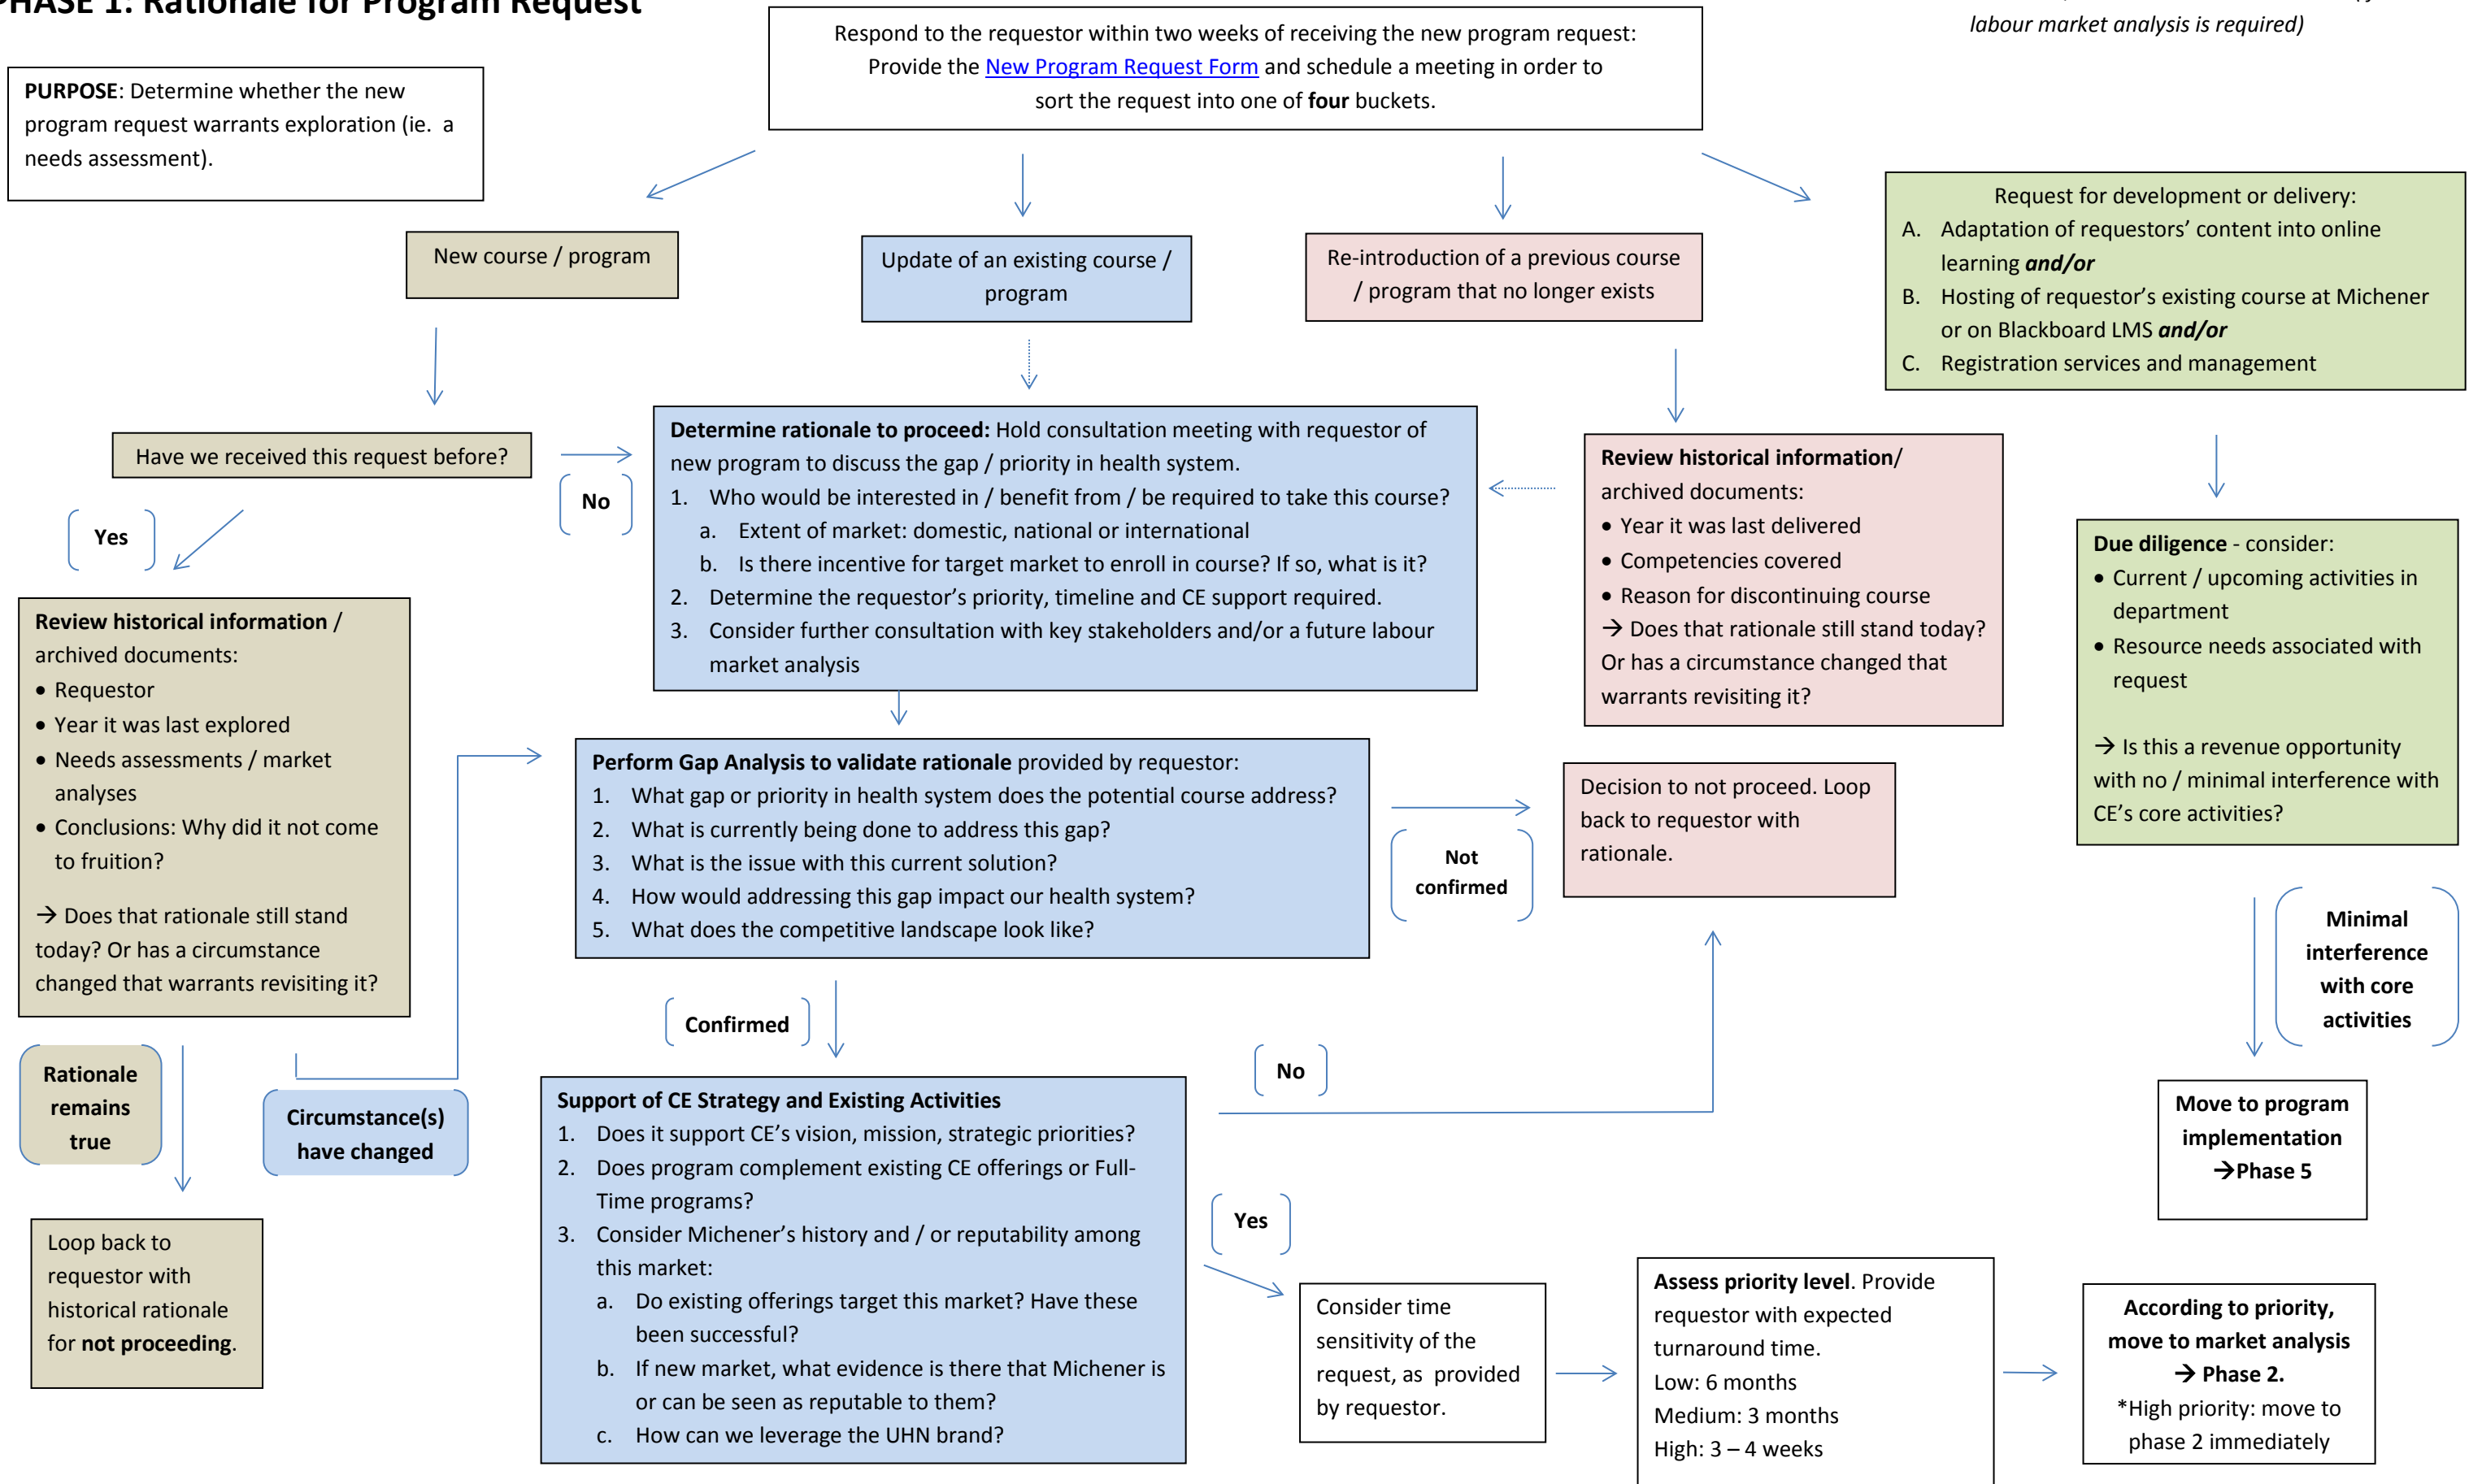 PHASE 1: Rationale for Program Request
labour market analysis is required)
Respond to the requestor within two weeks of receiving the new program request:
Provide the New Program Request Form and schedule a meeting in order to
sort the request into one of four buckets.
PURPOSE: Determine whether the new
program request warrants exploration (ie. a
needs assessment).
New course / program
Update of an existing course /
program
Re-introduction of a previous course
/ program that no longer exists
Request for development or delivery:
A. Adaptation of requestors’ content into online
learning and/or
B. Hosting of requestor’s existing course at Michener
or on Blackboard LMS and/or
C. Registration services and management
Have we received this request before?
No
Yes
Determine rationale to proceed: Hold consultation meeting with requestor of
new program to discuss the gap / priority in health system.
1. Who would be interested in / benefit from / be required to take this course?
a. Extent of market: domestic, national or international
b. Is there incentive for target market to enroll in course? If so, what is it?
2. Determine the requestor’s priority, timeline and CE support required.
3. Consider further consultation with key stakeholders and/or a future labour
market analysis
Review historical information/
archived documents:
• Year it was last delivered
• Competencies covered
• Reason for discontinuing course
→ Does that rationale still stand today?
Or has a circumstance changed that
warrants revisiting it?
Due diligence - consider:
• Current / upcoming activities in
department
• Resource needs associated with
request
→ Is this a revenue opportunity
with no / minimal interference with
CE’s core activities?
Review historical information /
archived documents:
• Requestor
• Year it was last explored
• Needs assessments / market
analyses
• Conclusions: Why did it not come
to fruition?
→ Does that rationale still stand
today? Or has a circumstance
changed that warrants revisiting it?
Perform Gap Analysis to validate rationale provided by requestor:
1. What gap or priority in health system does the potential course address?
2. What is currently being done to address this gap?
3. What is the issue with this current solution?
4. How would addressing this gap impact our health system?
5. What does the competitive landscape look like?
Not
confirmed
Decision to not proceed. Loop
back to requestor with
rationale.
Minimal
interference
with core
activities
Confirmed
Rationale
remains
true
Circumstance(s)
have changed
No
Support of CE Strategy and Existing Activities
1. Does it support CE’s vision, mission, strategic priorities?
2. Does program complement existing CE offerings or Full-
Time programs?
3. Consider Michener’s history and / or reputability among
this market:
a. Do existing offerings target this market? Have these
been successful?
b. If new market, what evidence is there that Michener is
or can be seen as reputable to them?
c. How can we leverage the UHN brand?
Move to program
implementation
→Phase 5
Yes
Loop back to
requestor with
historical rationale
for not proceeding.
Consider time
sensitivity of the
request, as provided
by requestor.
Assess priority level. Provide
requestor with expected
turnaround time.
Low: 6 months
Medium: 3 months
High: 3 – 4 weeks
According to priority,
move to market analysis
→ Phase 2.
*High priority: move to
phase 2 immediately